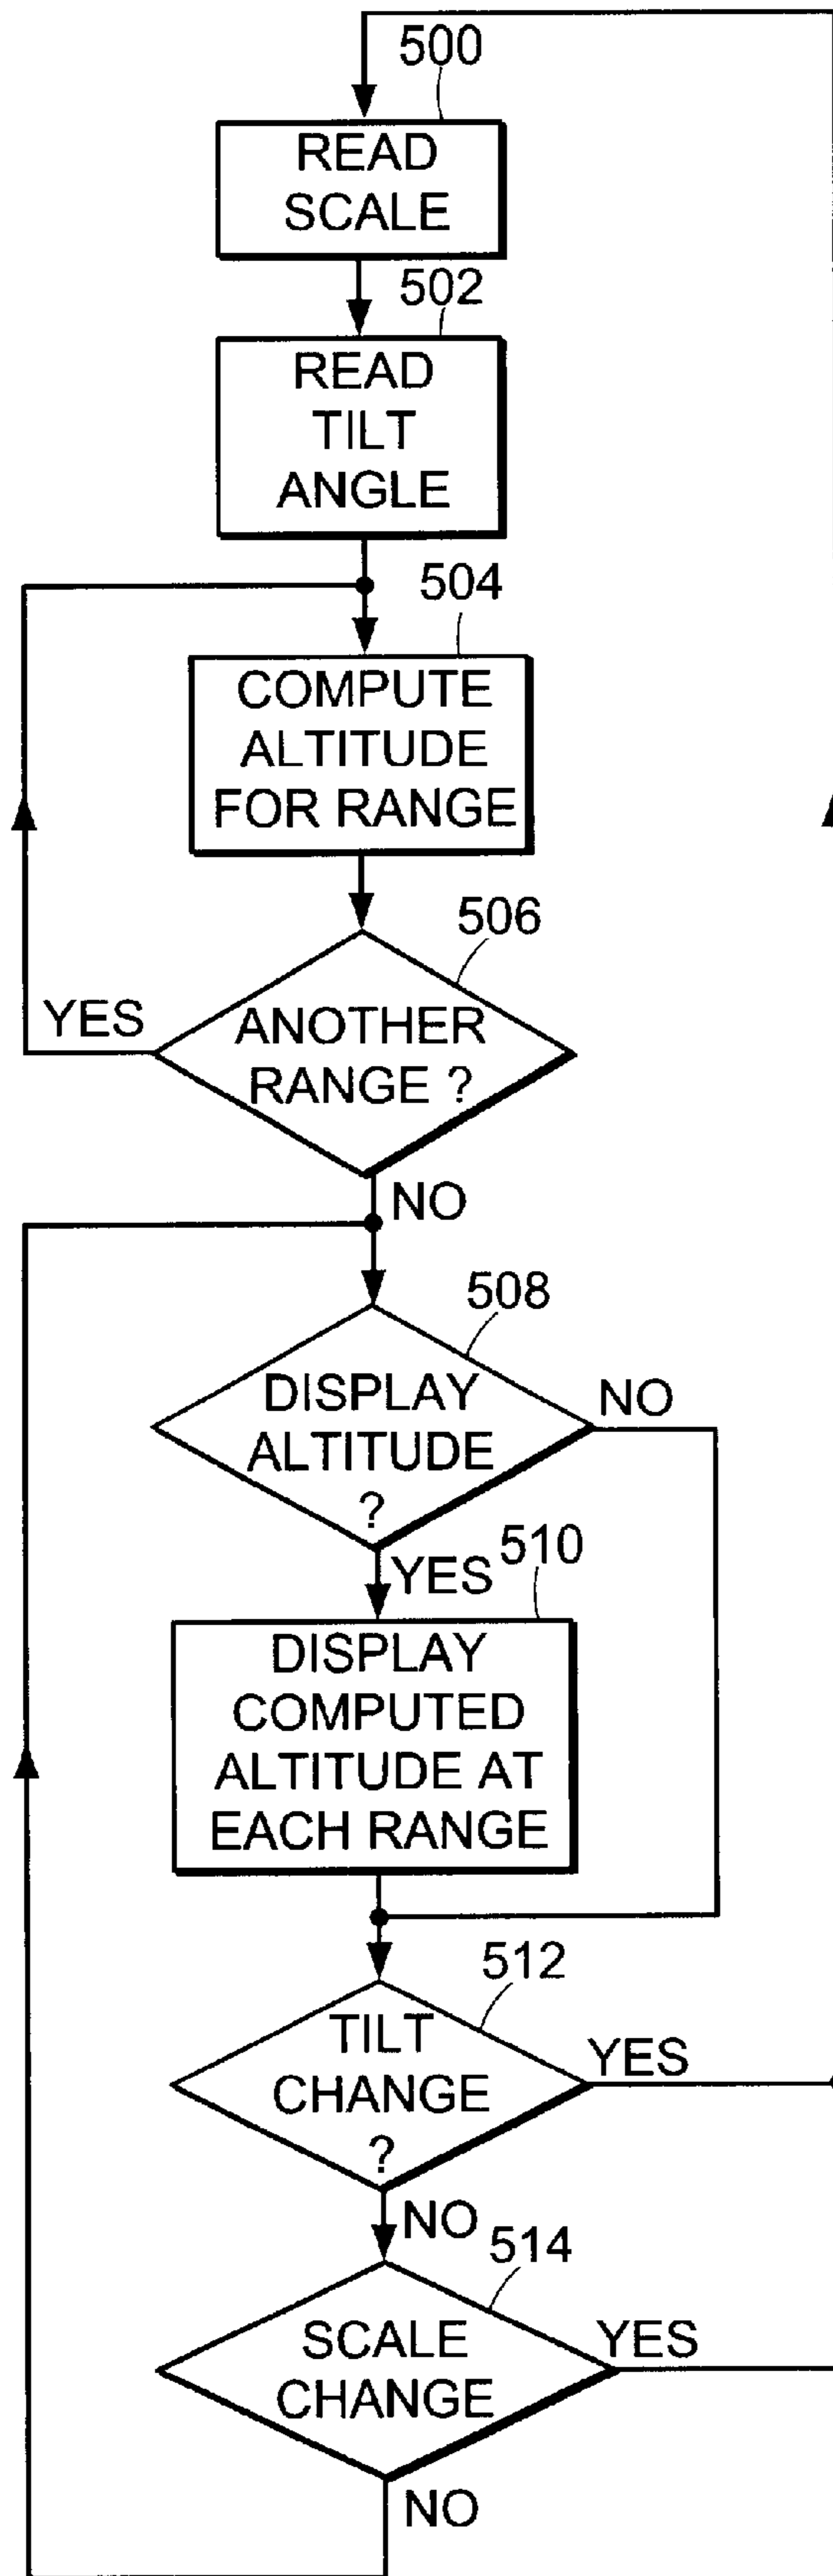 500
READ
SCALE
502
READ
TILT
ANGLE
504
COMPUTE
ALTITUDE
FOR RANGE
506
YES
ANOTHER
RANGE ?
NO
508
DISPLAY
ALTITUDE
?
NO
YES
510
DISPLAY
COMPUTED
ALTITUDE AT
EACH RANGE
512
TILT
CHANGE
?
YES
NO
514
SCALE
CHANGE
YES
NO